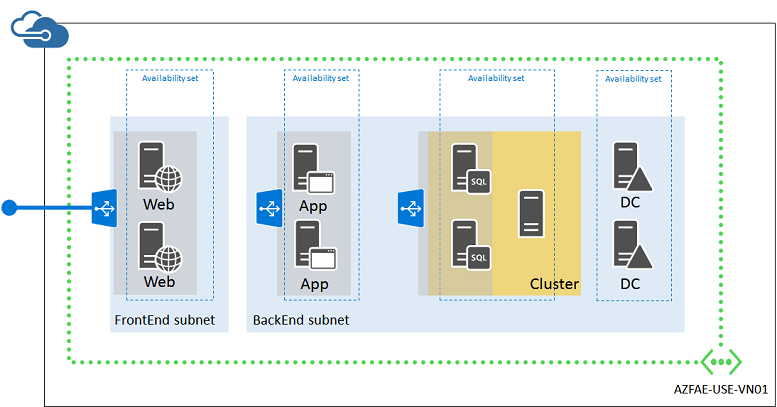 Availability set
Availability set
Availability set
Availability set
Web
Web
App
App
SQL
SQL
Cluster
DC
DC
FrontEnd subnet
BackEnd subnet
AZFAE-USE-VN01